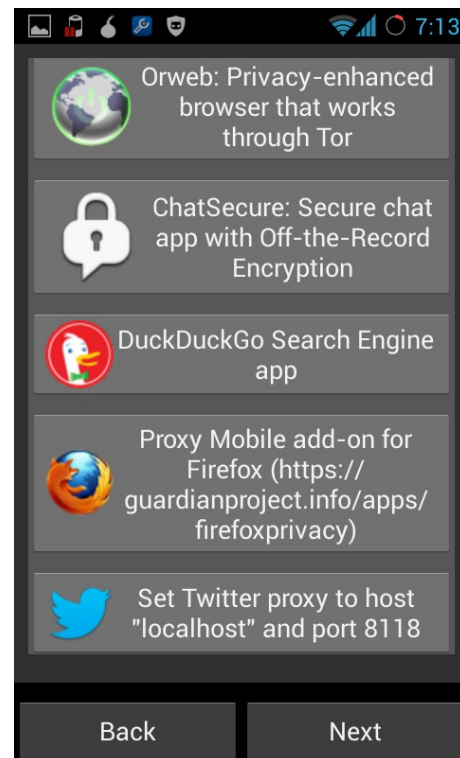 7:13
Orweb: Privacy-enhanced
browser that works
through Tor
ChatSecure: Secure chat
app with Off-the-Record
Encryption
DuckDuckGo Search Engine
app
Proxy Mobile add-on for
Firefox (https://
guardianproject.info/apps/
firefoxprivacy)
Set Twitter proxy to host
"localhost" and port 8118
Back
Next